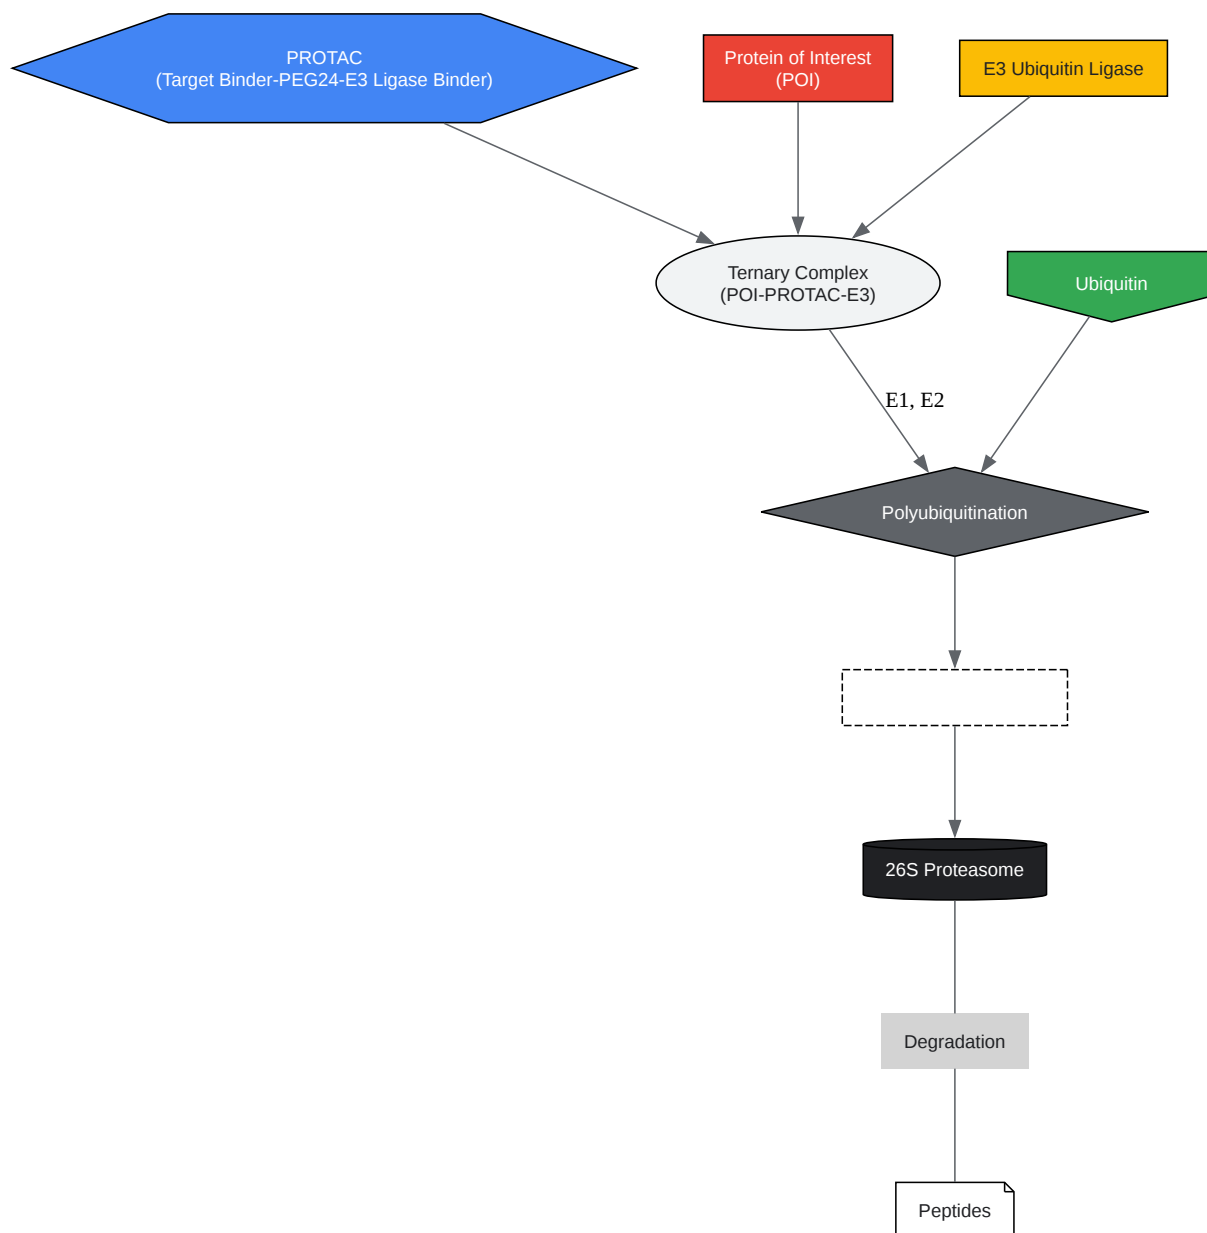 PROTAC
(Target Binder-PEG24-E3 Ligase Binder)
Protein of Interest
(POI)
E3 Ubiquitin Ligase
Ternary Complex
(POI-PROTAC-E3)
Ubiquitin
E1, E2
Polyubiquitination
26S Proteasome
Degradation
Peptides